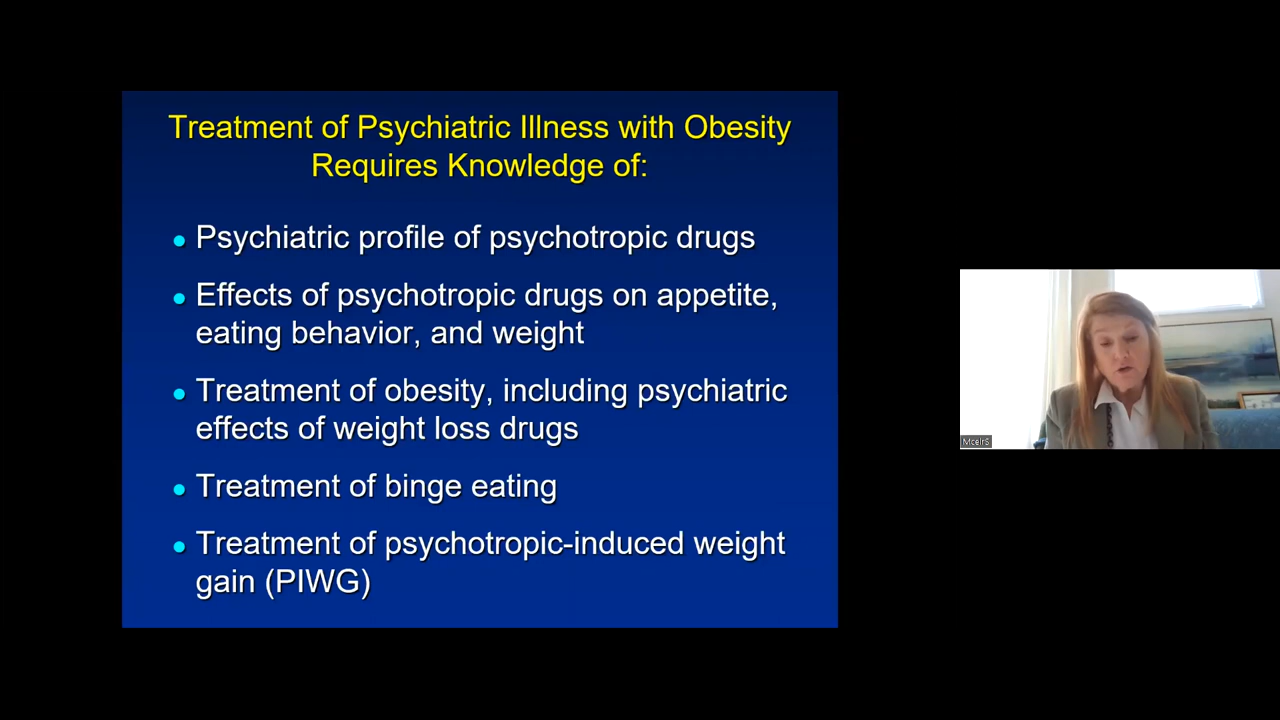 Treatment of Psychiatric Illness with Obesity
Requires Knowledge of:
Psychiatric profile of psychotropic drugs
Effects of psychotropic drugs on appetite,
eating behavior, and weight
Treatment of obesity, including psychiatric
effects of weight loss drugs
Treatment of binge eating
Treatment of psychotropic-induced weight
gain (PIWG)
McelrS